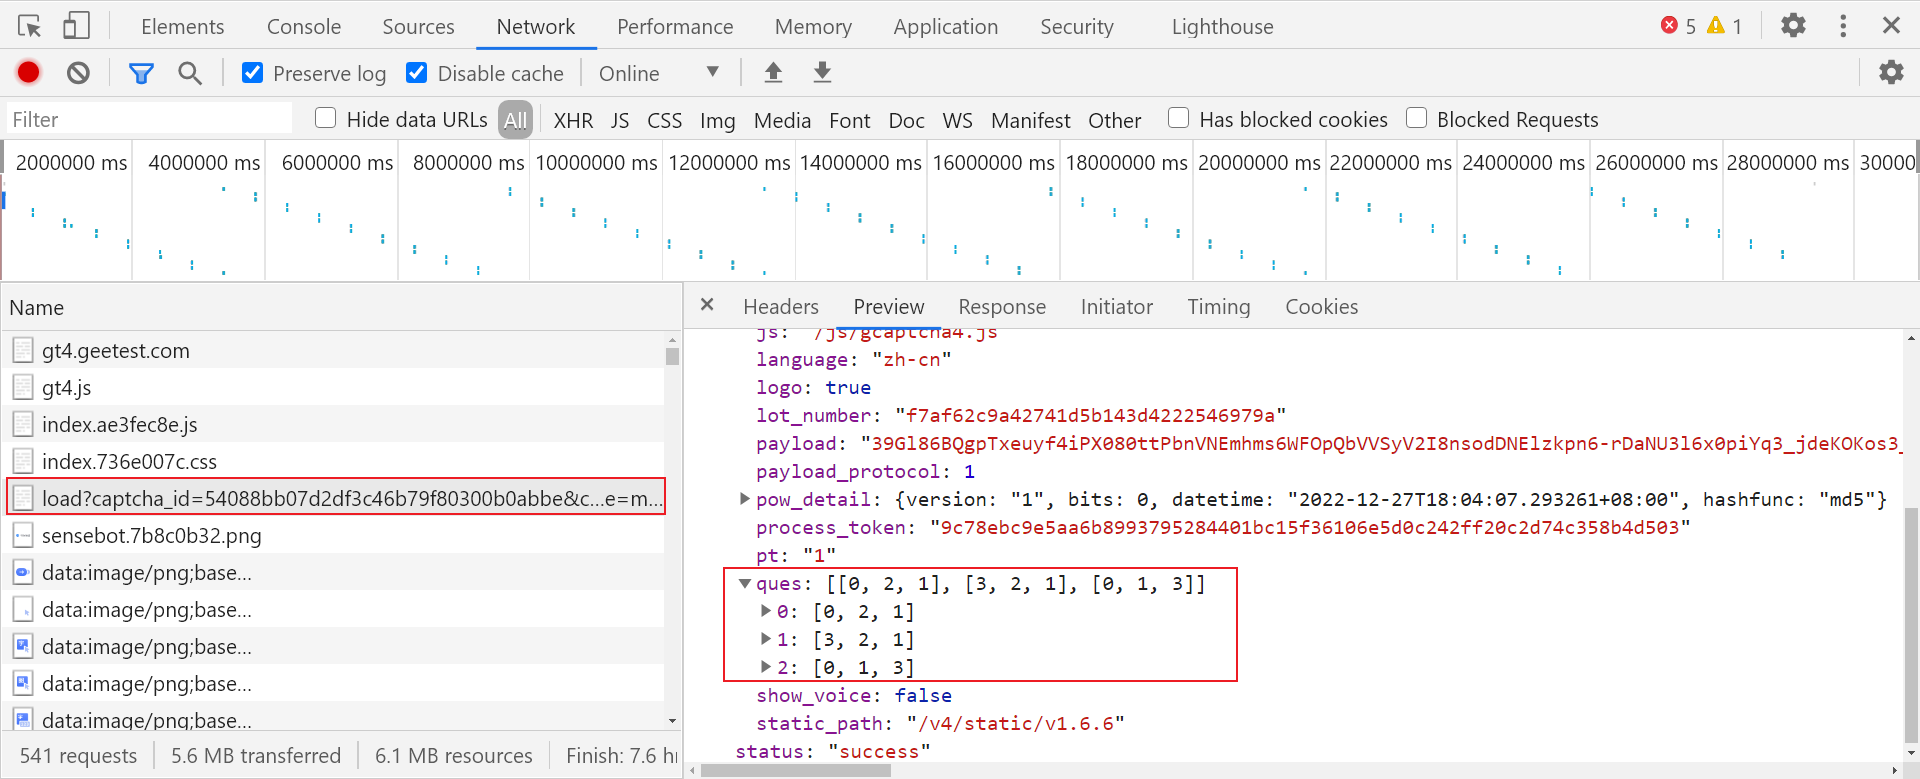 Elements Console Sources Network Performance Memory Application Security Lighthouse 5 1
Preserve log Disable cache Online
Filter Hide data URLs All XHR JS CSS Img Media Font Doc WS Manifest Other Has blocked cookies Blocked Requests
2000000 ms 4000000 ms 6000000 ms 8000000 ms 10000000 ms 12000000 ms 14000000 ms 16000000 ms 18000000 ms 20000000 ms 22000000 ms 24000000 ms 26000000 ms 28000000 ms 30000
Name
gt4.geetest.com
gt4.js
index.ae3fec8e.js
index.736e007c.css
load?captcha_id=54088bb07d2df3c46b79f80300b0abbe&c...e=m...
sensebot.7b8c0b32.png
data:image/png;base...
data:image/png;base...
data:image/png;base...
data:image/png;base...
data:image/png;base...
541 requests 5.6 MB transferred 6.1 MB resources Finish: 7.6 h
Headers Preview Response Initiator Timing Cookies
js: "/js/gcaptcha4.js
language: "zh-cn"
logo: true
lot_number: "f7af62c9a42741d5b143d4222546979a"
payload: "39Gl86BQgpTxeuyf4iPX080ttPbnVNEmhms6WFOpQbVVSyV2I8nsodDNElzkpn6-rDaNU3l6x0piYq3_jdeKOKos3_
payload_protocol: 1
pow_detail: {version: "1", bits: 0, datetime: "2022-12-27T18:04:07.293261+08:00", hashfunc: "md5"}
process_token: "9c78ebc9e5aa6b8993795284401bc15f36106e5d0c242ff20c2d74c358b4d503"
pt: "1"
ques: [[0, 2, 1], [3, 2, 1], [0, 1, 3]]
0: [0, 2, 1]
1: [3, 2, 1]
2: [0, 1, 3]
show_voice: false
static_path: "/v4/static/v1.6.6"
status: "success"